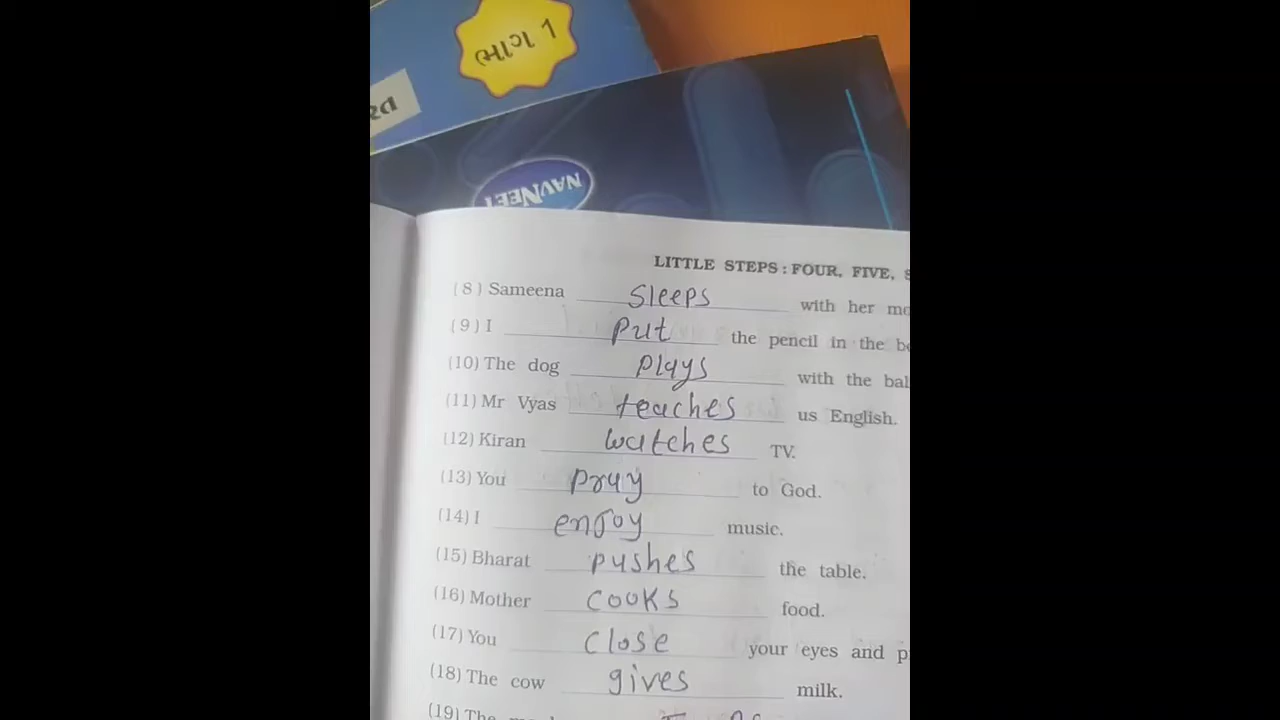 ભાગ 1
NAVNEET
LITTLE STEPS : FOUR, FIVE,
(8) Sameena sleeps with her
(9) I put the pencil in the
(10) The dog plays with the
(11) Mr Vyas teaches us English.
(12) Kiran watches TV.
(13) You pray to God.
(14) I enjoy music.
(15) Bharat pushes the table.
(16) Mother cooks food.
(17) You close your eyes and
(18) The cow gives milk.
(19) The